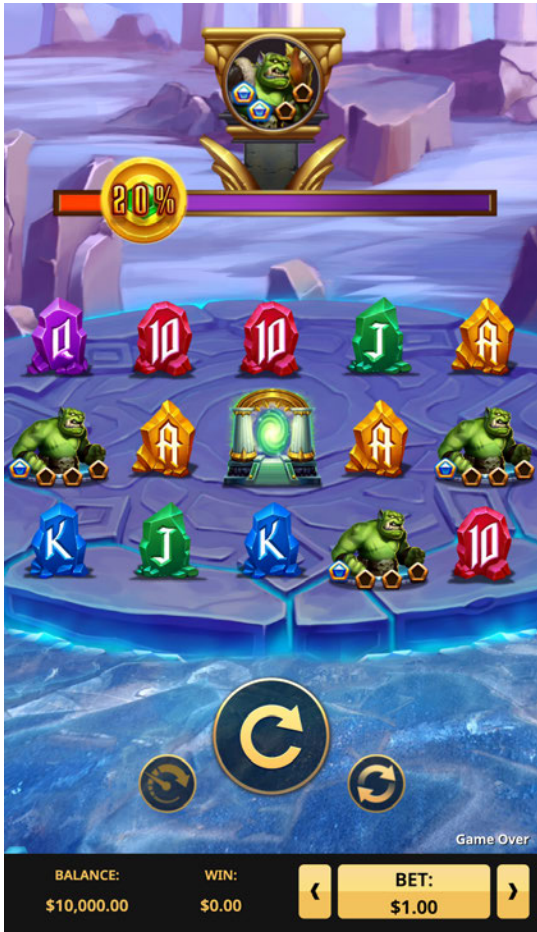 20%
Q 10 10 J A
A A
K J K 10
Game Over
BALANCE: WIN: BET:
$10,000.00 $0.00 $1.00